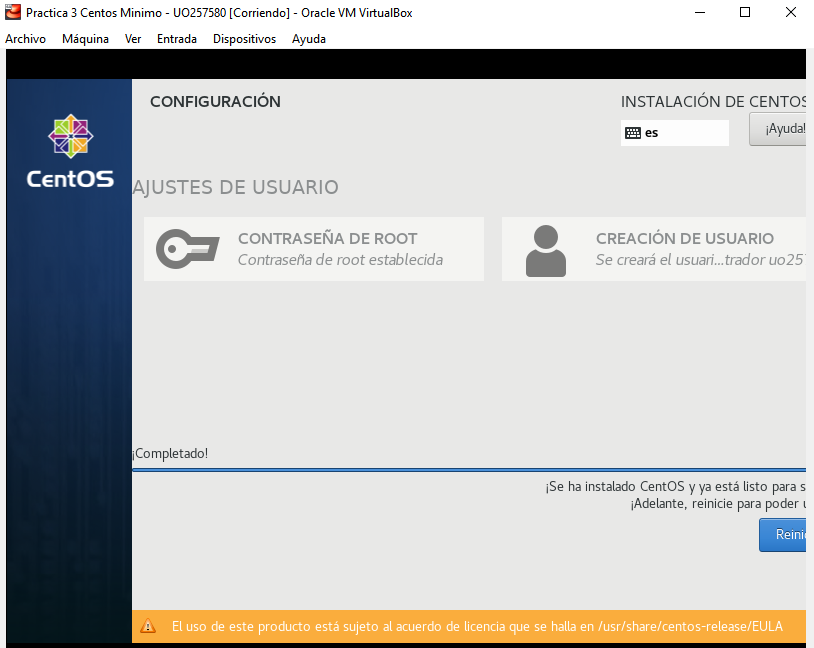 Practica 3 Centos Minimo - UO257580 [Corriendo] - Oracle VM VirtualBox
Archivo Máquina Ver Entrada Dispositivos Ayuda
CONFIGURACIÓN
INSTALACIÓN DE CENTOS
es
¡Ayuda!
CentOS
AJUSTES DE USUARIO
CONTRASEÑA DE ROOT
Contraseña de root establecida
CREACIÓN DE USUARIO
Se creará el usuari...trador uo257
¡Completado!
¡Se ha instalado CentOS y ya está listo para s
¡Adelante, reinicie para poder u
Reini
El uso de este producto está sujeto al acuerdo de licencia que se halla en /usr/share/centos-release/EULA